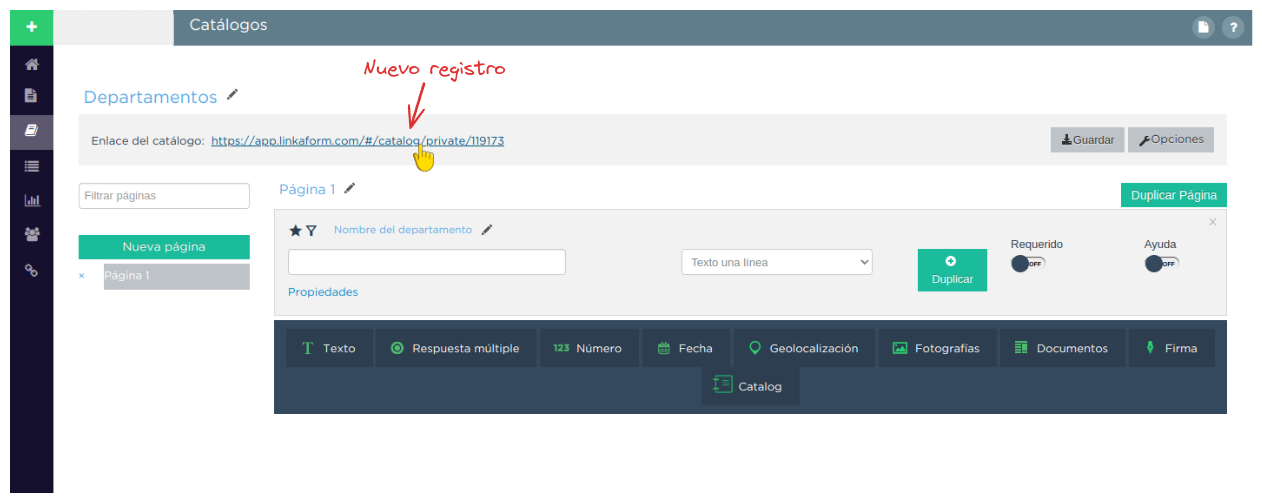 +
Catálogos
?
Nuevo registro
Departamentos
Enlace del catálogo: https://app.linkaform.com/#/catalog/private/119173
Guardar
Opciones
Filtrar páginas
Página 1
Duplicar Página
Nueva página
× Página 1
Nombre del departamento
×
Requerido
Ayuda
Texto una línea
Duplicar
OFF
OFF
Propiedades
T Texto
Respuesta múltiple
123 Número
Fecha
Geolocalización
Fotografías
Documentos
Firma
Catalog